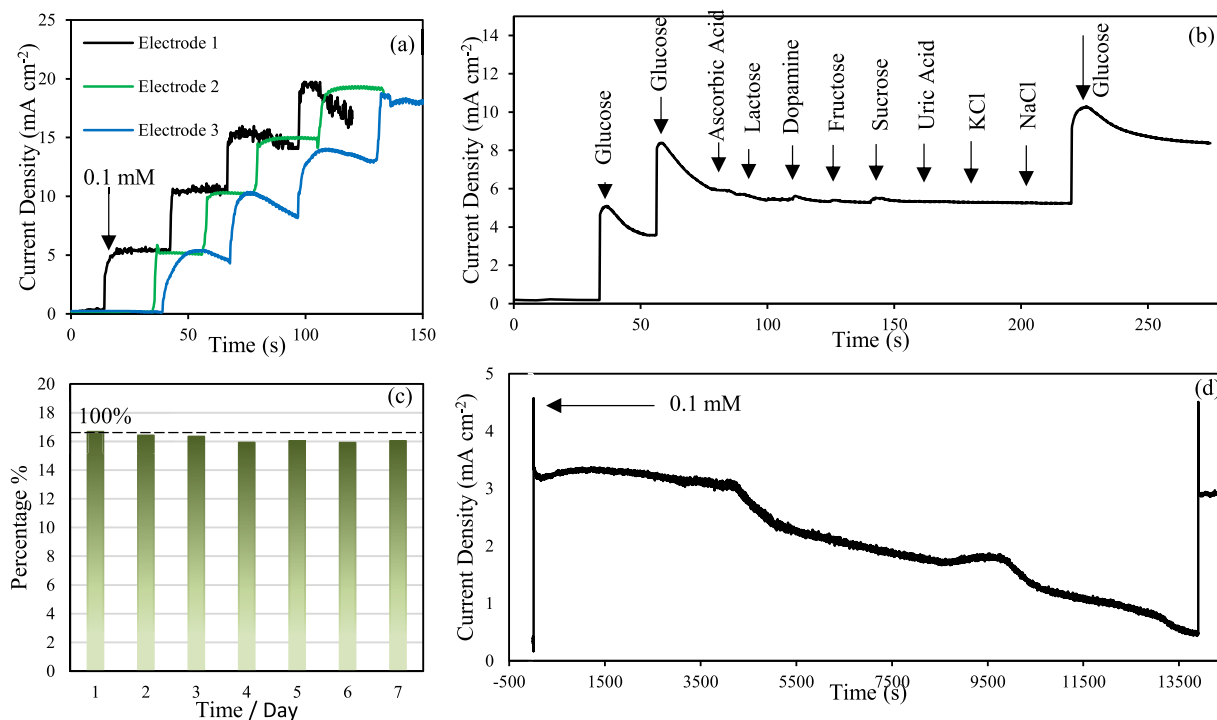 (a)
Electrode 1
Electrode 2
Electrode 3
0.1 mM
Current Density (mA cm-2)
25
20
15
10
5
0
0 50 100 150
Time (s)
(b)
Glucose
Glucose
Ascorbic Acid
Lactose
Dopamine
Fructose
Sucrose
Uric Acid
KCl
NaCl
Glucose
Current Density (mA cm-2)
14
12
10
8
6
4
2
0
0 50 100 150 200 250
Time (s)
(c)
100%
Percentage %
20
18
16
14
12
10
8
6
4
2
0
1 2 3 4 5 6 7
Time / Day
(d)
0.1 mM
Current Density (mA cm-2)
5
4
3
2
1
0
-500 1500 3500 5500 7500 9500 11500 13500
Time (s)